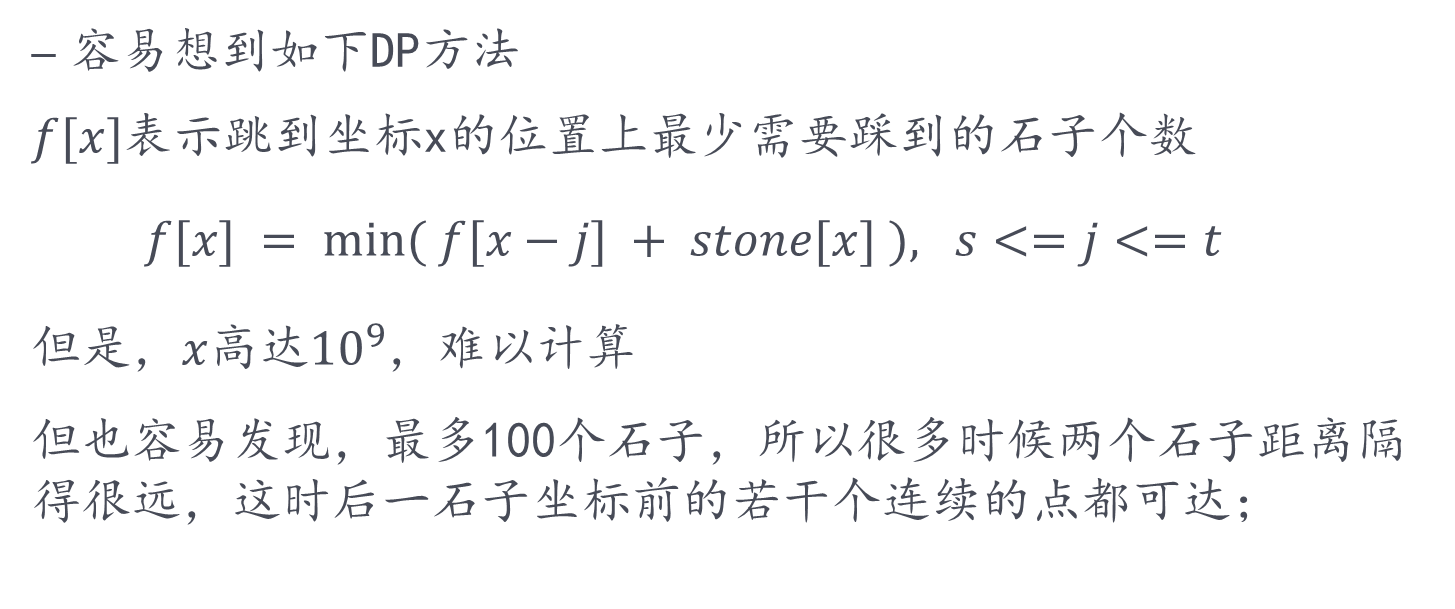 – 容易想到如下DP方法
f[x]表示跳到坐标x的位置上最少需要踩到的石子个数
f[x] = min( f[x − j] + stone[x] ), s <= j <= t
但是，x高达10⁹，难以计算
但也容易发现，最多100个石子，所以很多时候两个石子距离隔
得很远，这时后一石子坐标前的若干个连续的点都可达；